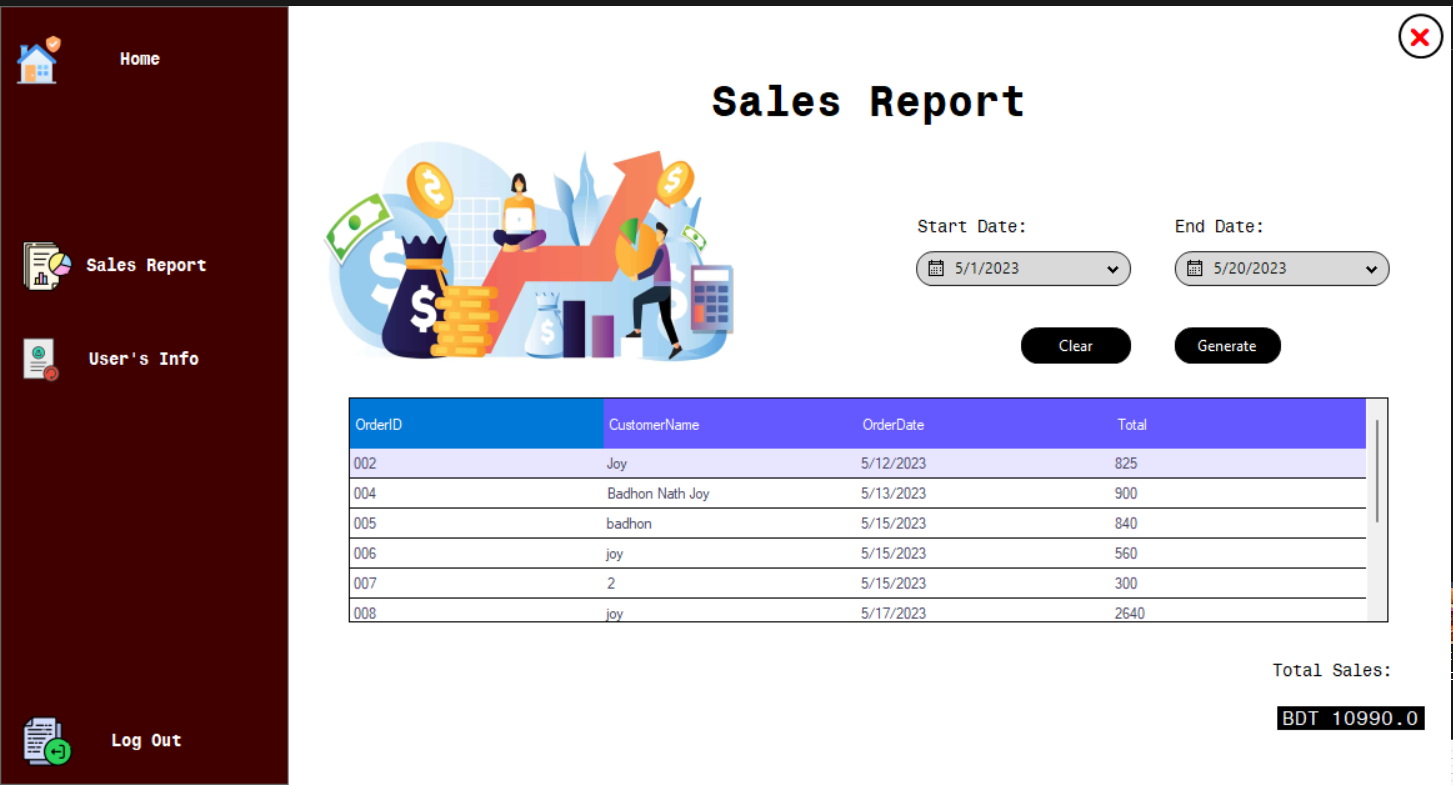 Home
Sales Report
User's Info
Log Out
Sales Report
Start Date: End Date:
5/1/2023 5/20/2023
Clear Generate
OrderID CustomerName OrderDate Total
002 Joy 5/12/2023 825
004 Badhon Nath Joy 5/13/2023 900
005 badhon 5/15/2023 840
006 joy 5/15/2023 560
007 2 5/15/2023 300
008 joy 5/17/2023 2640
Total Sales:
BDT 10990.0